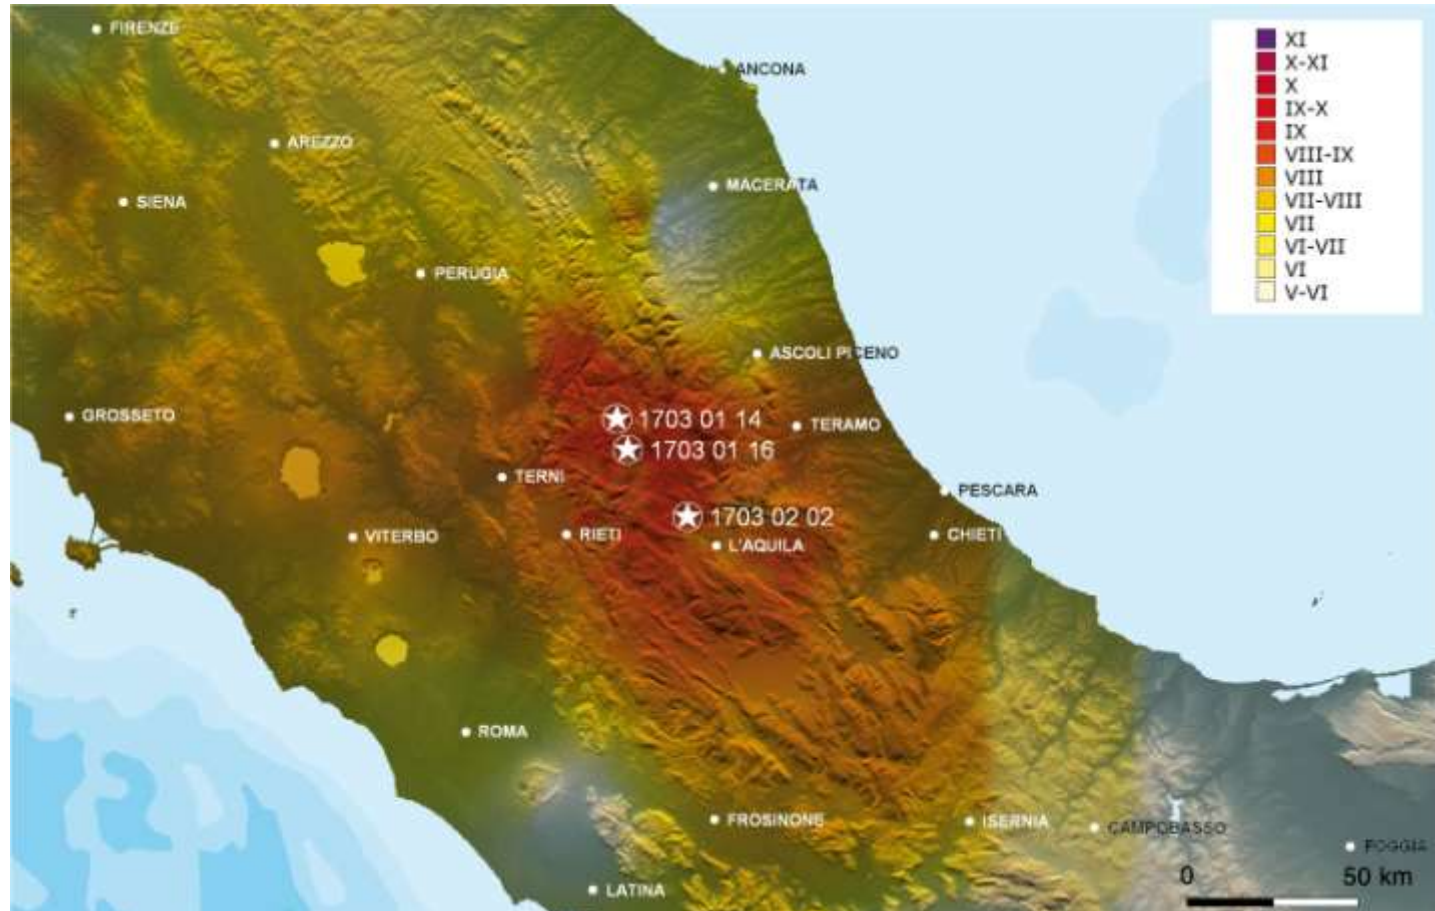 FIRENZE
ANCONA
AREZZO
MACERATA
SIENA
PERUGIA
ASCOLI PICENO
GROSSETO
1703 01 14
TERAMO
1703 01 16
TERNI
PESCARA
1703 02 02
VITERBO
RIETI
L'AQUILA
CHIETI
ROMA
FROSINONE
ISERNIA
CAMPOBASSO
FOGGIA
LATINA
0 50 km
XI
X-XI
X
IX-X
IX
VIII-IX
VIII
VII-VIII
VII
VI-VII
VI
V-VI